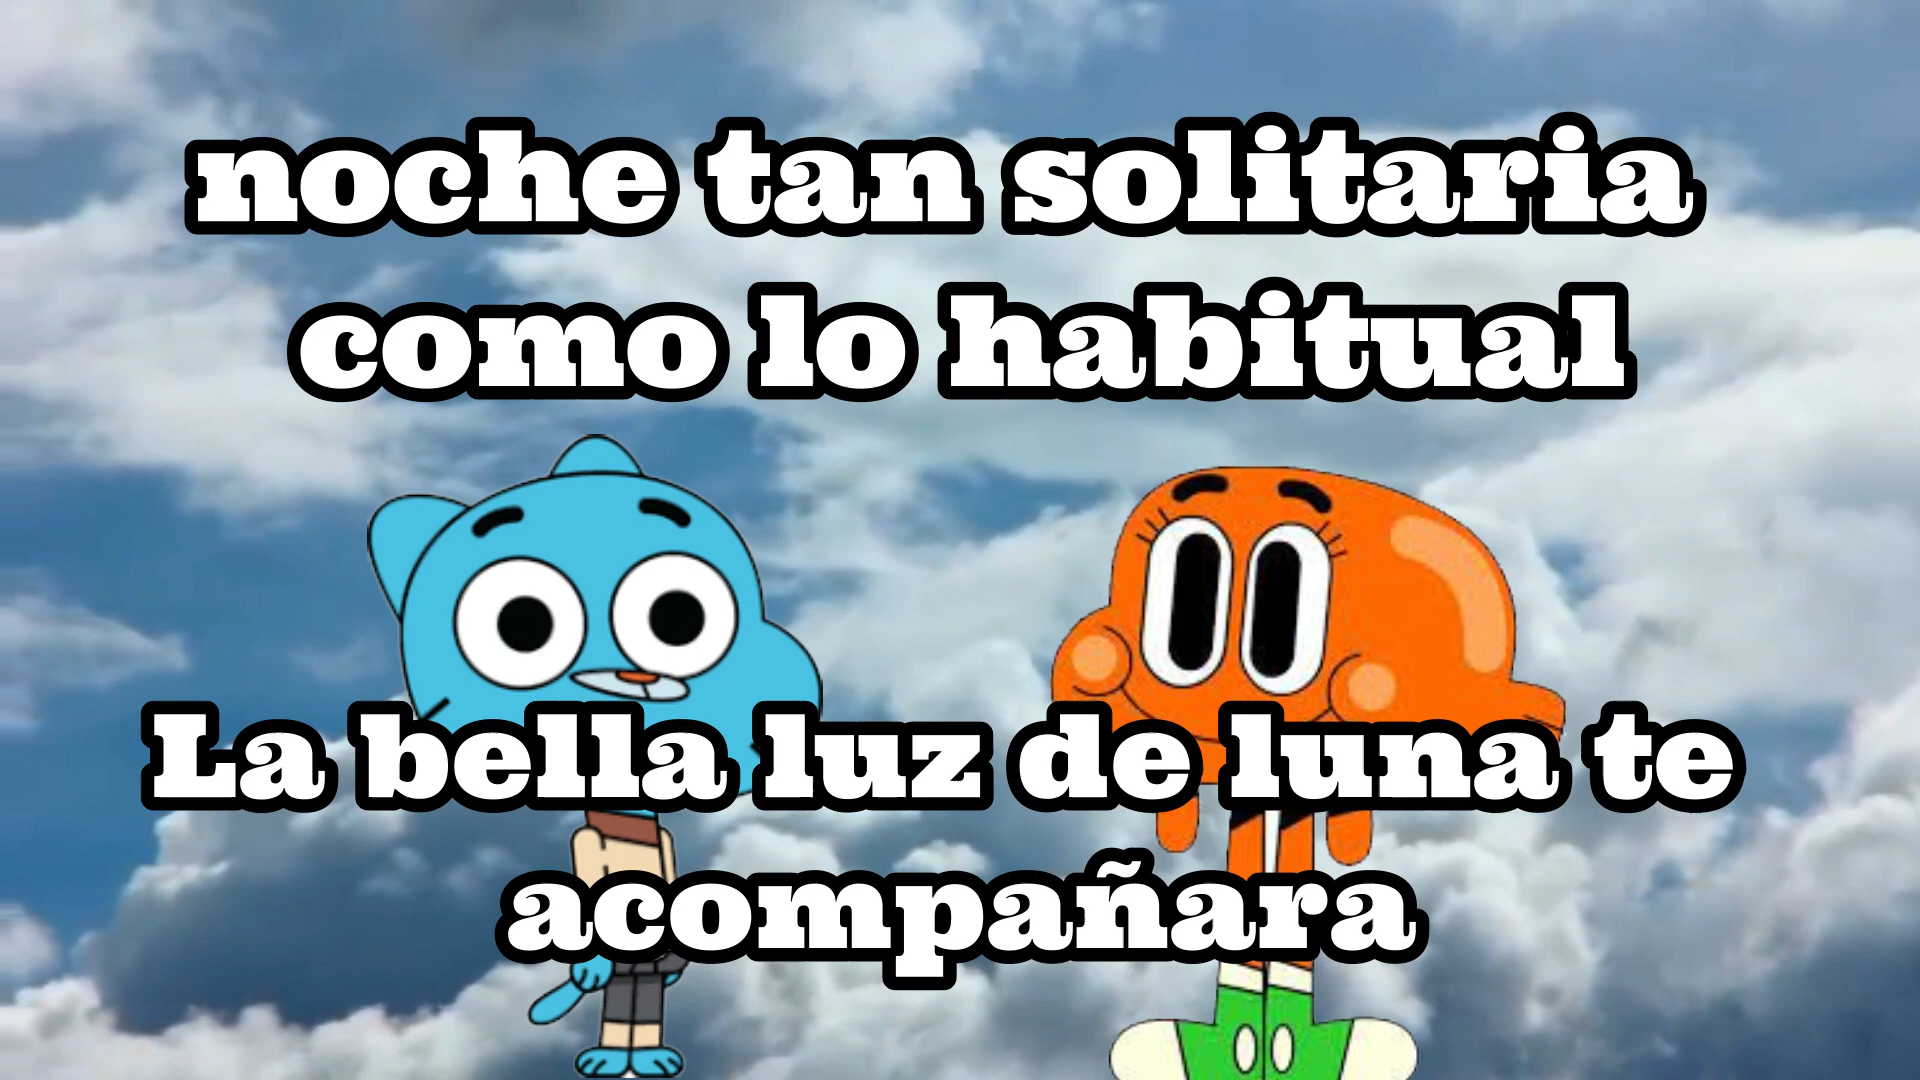 noche tan solitaria
como lo habitual
La bella luz de luna te
acompañara